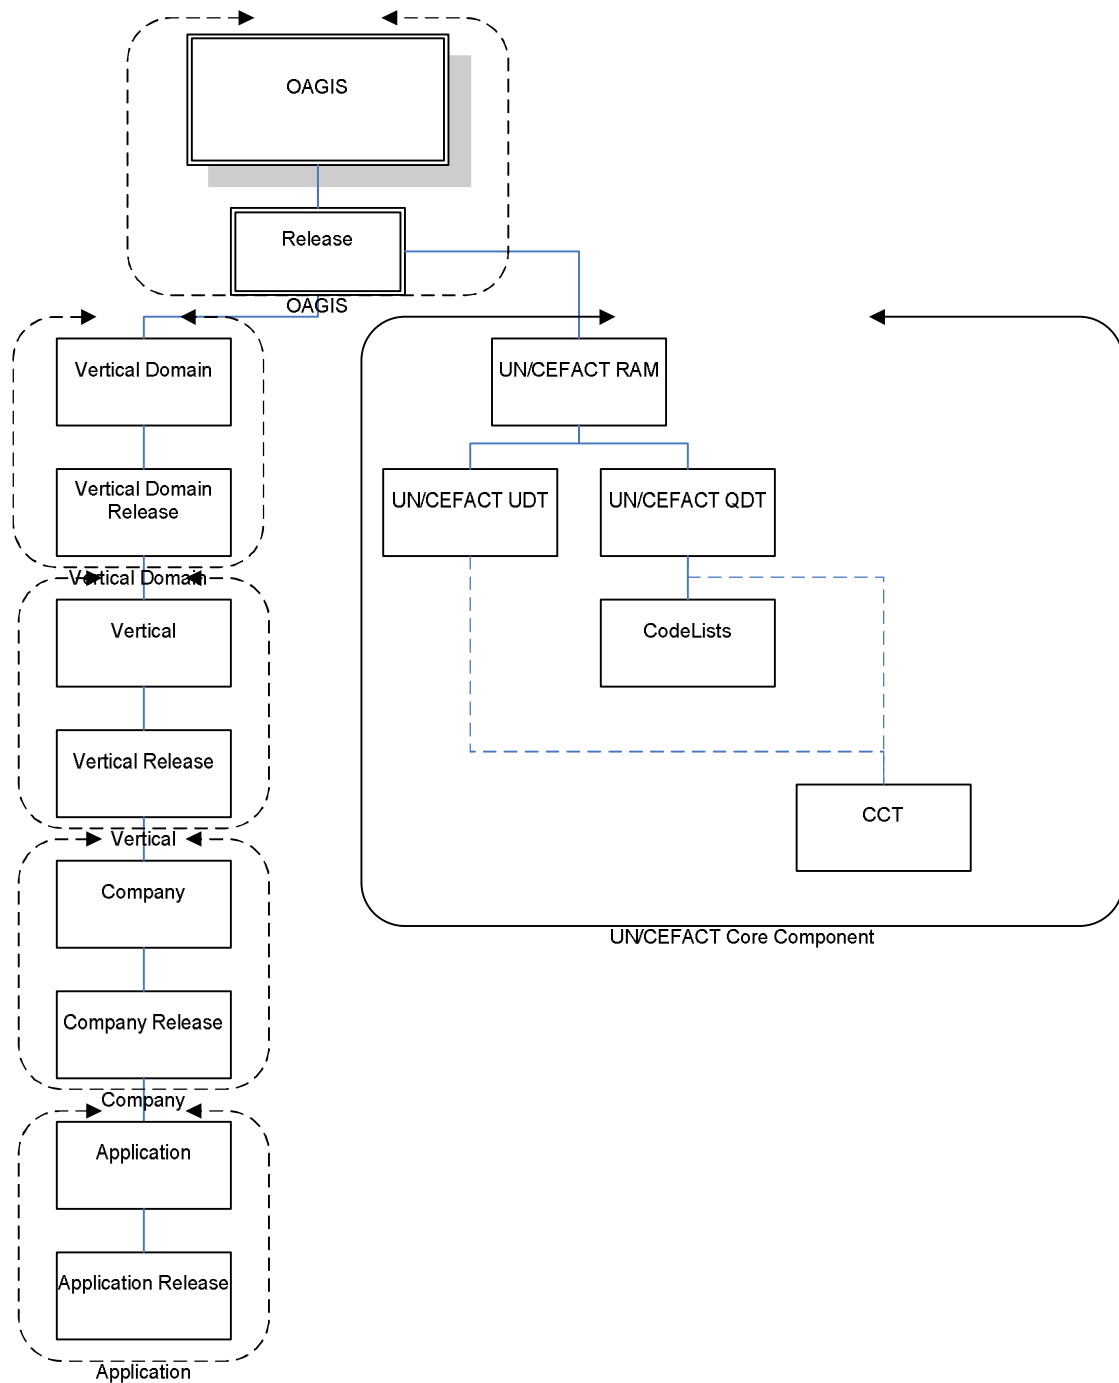 OAGIS
Release
OAGIS
Vertical Domain
Vertical Domain
Release
Vertical Domain
Vertical
Vertical Release
Vertical
Company
Company Release
Company
Application
Application Release
Application
UN/CEFACT RAM
UN/CEFACT UDT
UN/CEFACT QDT
CodeLists
CCT
UN/CEFACT Core Component